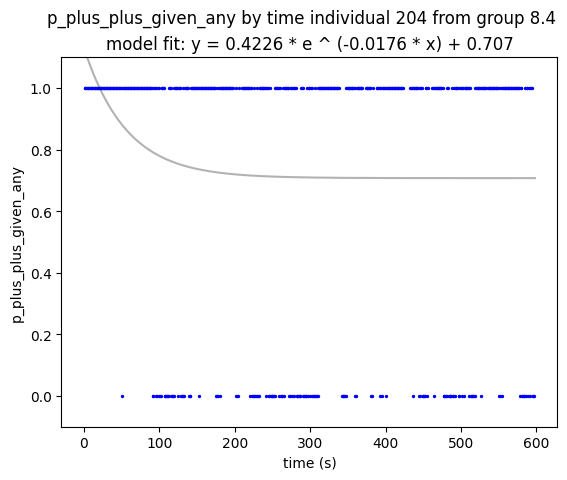 p_plus_plus_given_any by time individual 204 from group 8.4
model fit: y = 0.4226 * e ^ (-0.0176 * x) + 0.707
1.0
0.8
0.6
0.4
0.2
0.0
p_plus_plus_given_any
0 100 200 300 400 500 600
time (s)